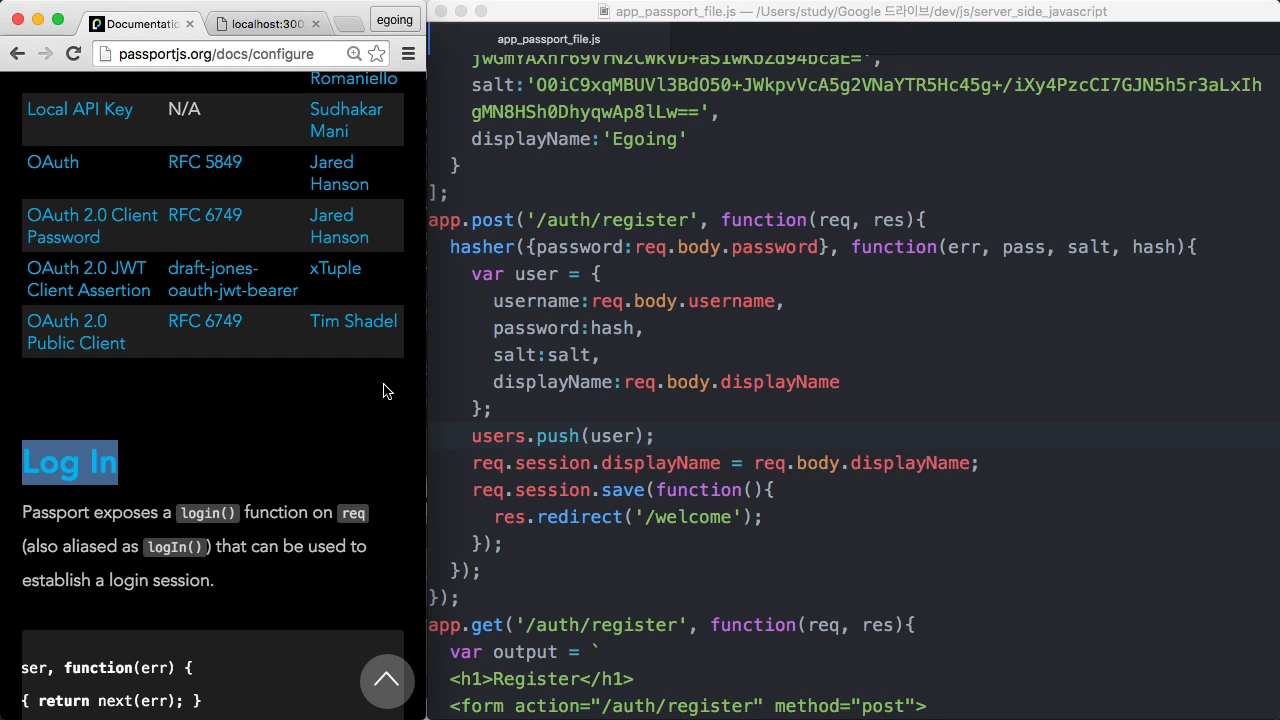 Documentatio
localhost:300
egoing
passportjs.org/docs/configure
Romaniello
Local API Key N/A Sudhakar
Mani
OAuth RFC 5849 Jared
Hanson
OAuth 2.0 Client RFC 6749 Jared
Password Hanson
OAuth 2.0 JWT draft-jones- xTuple
Client Assertion oauth-jwt-bearer
OAuth 2.0 RFC 6749 Tim Shadel
Public Client
Log In
Passport exposes a login() function on req
(also aliased as logIn()) that can be used to
establish a login session.
ser, function(err) {
{ return next(err); }
app_passport_file.js — /Users/study/Google 드라이브/dev/js/server_side_javascript
app_passport_file.js
salt:'O0iC9xqMBUVl3BdO50+JWkpvVcA5g2VNaYTR5Hc45g+/iXy4PzcCI7GJN5h5r3aLxIh
gMN8HSh0DhyqwAp8lLw==',
displayName:'Egoing'
}
];
app.post('/auth/register', function(req, res){
hasher({password:req.body.password}, function(err, pass, salt, hash){
var user = {
username:req.body.username,
password:hash,
salt:salt,
displayName:req.body.displayName
};
users.push(user);
req.session.displayName = req.body.displayName;
req.session.save(function(){
res.redirect('/welcome');
});
});
});
app.get('/auth/register', function(req, res){
var output = `
<h1>Register</h1>
<form action="/auth/register" method="post">